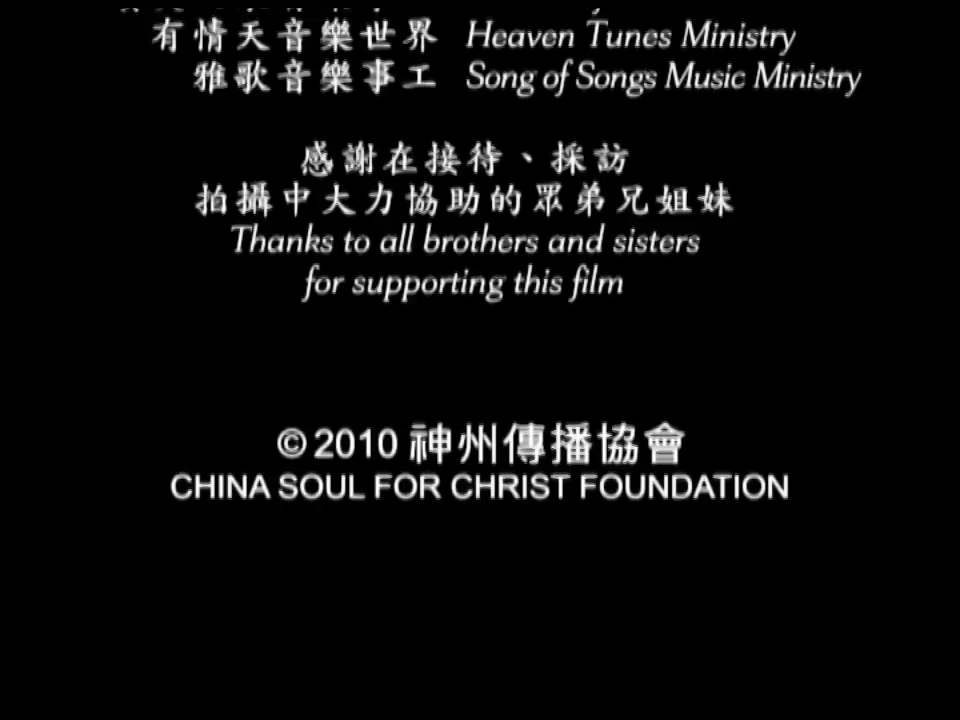 有情天音樂世界 Heaven Tunes Ministry
雅歌音樂事工 Song of Songs Music Ministry
感謝在接待、採訪
拍攝中大力協助的眾弟兄姐妹
Thanks to all brothers and sisters
for supporting this film
© 2010 神州傳播協會
CHINA SOUL FOR CHRIST FOUNDATION